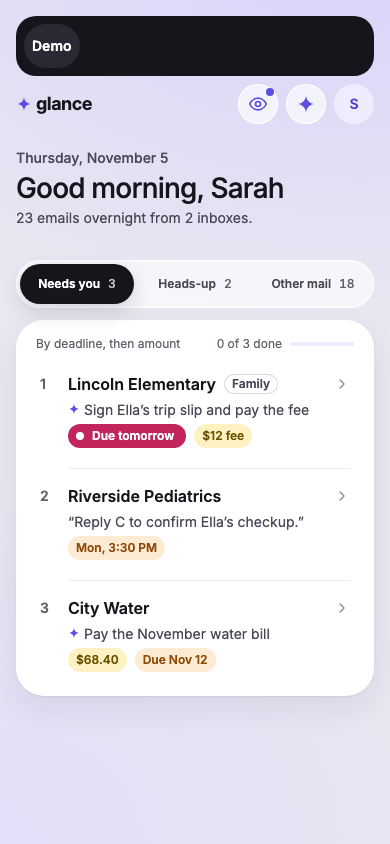 Demo
glance
S
Thursday, November 5
Good morning, Sarah
23 emails overnight from 2 inboxes.
Needs you 3
Heads-up 2
Other mail 18
By deadline, then amount
0 of 3 done
1 Lincoln Elementary Family
Sign Ella’s trip slip and pay the fee
Due tomorrow $12 fee
2 Riverside Pediatrics
“Reply C to confirm Ella’s checkup.”
Mon, 3:30 PM
3 City Water
Pay the November water bill
$68.40 Due Nov 12